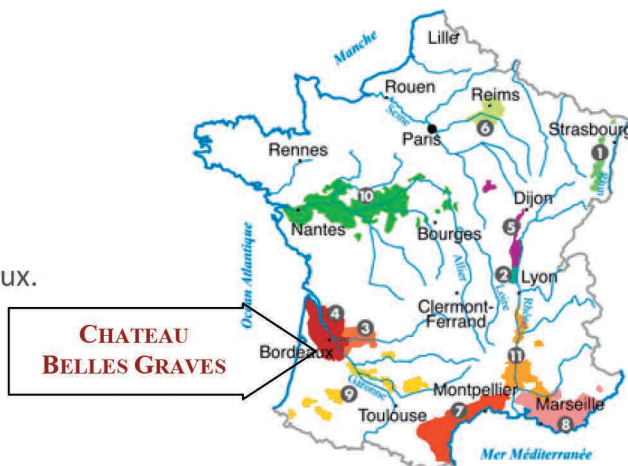 Lille
Manche
Rouen
Reims
Seine
6
Strasbourg
Paris
1
Rhin
Rennes
10
Dijon
5
Nantes
Bourges
Allier
ux.
Océan Atlantique
2
Lyon
Loire
Rhône
CHATEAU
BELLES GRAVES
4
3
Clermont-
Ferrand
Bordeaux
11
Garonne
Montpellier
9
Toulouse
7
Marseille
8
Mer Méditerranée